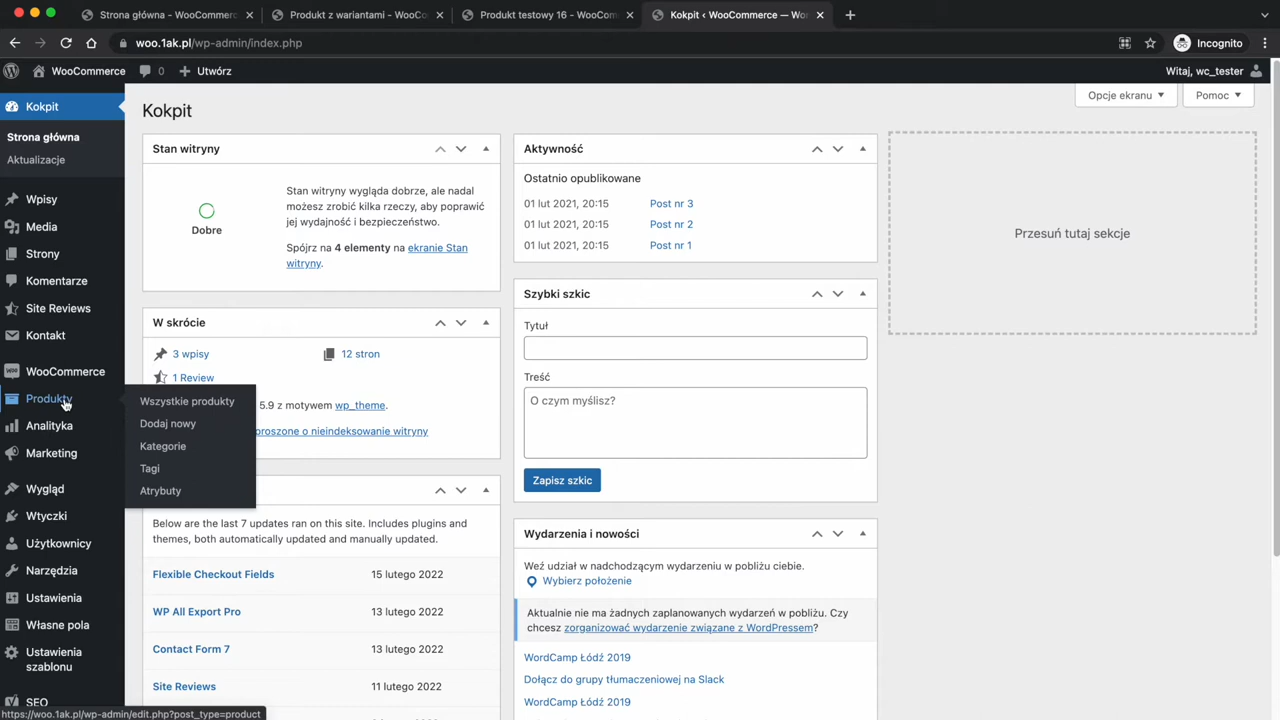 Strona główna - WooCommerce
Produkt z wariantami - WooCo
Produkt testowy 16 - WooCom
Kokpit < WooCommerce — Wo
woo.1ak.pl/wp-admin/index.php
Incognito
WooCommerce
0
Utwórz
Witaj, wc_tester
Kokpit
Strona główna
Aktualizacje
Wpisy
Media
Strony
Komentarze
Site Reviews
Kontakt
WooCommerce
Produkty
Analityka
Marketing
Wygląd
Wtyczki
Użytkownicy
Narzędzia
Ustawienia
Własne pola
Ustawienia
szablonu
SEO
Wszystkie produkty
Dodaj nowy
Kategorie
Tagi
Atrybuty
Kokpit
Opcje ekranu
Pomoc
Stan witryny
Dobre
Stan witryny wygląda dobrze, ale nadal
możesz zrobić kilka rzeczy, aby poprawić
jej wydajność i bezpieczeństwo.
Spójrz na 4 elementy na ekranie Stan
witryny.
W skrócie
3 wpisy
12 stron
1 Review
5.9 z motywem wp_theme.
proszone o nieindeksowanie witryny
Below are the last 7 updates ran on this site. Includes plugins and
themes, both automatically updated and manually updated.
Flexible Checkout Fields 15 lutego 2022
WP All Export Pro 13 lutego 2022
Contact Form 7 13 lutego 2022
Site Reviews 11 lutego 2022
Aktywność
Ostatnio opublikowane
01 lut 2021, 20:15 Post nr 3
01 lut 2021, 20:15 Post nr 2
01 lut 2021, 20:15 Post nr 1
Szybki szkic
Tytuł
Treść
O czym myślisz?
Zapisz szkic
Wydarzenia i nowości
Weź udział w nadchodzącym wydarzeniu w pobliżu ciebie.
Wybierz położenie
Aktualnie nie ma żadnych zaplanowanych wydarzeń w pobliżu. Czy
chcesz zorganizować wydarzenie związane z WordPressem?
WordCamp Łódź 2019
Dołącz do grupy tłumaczeniowej na Slack
WordCamp Łódź 2019
Przesuń tutaj sekcje
https://woo.1ak.pl/wp-admin/edit.php?post_type=product